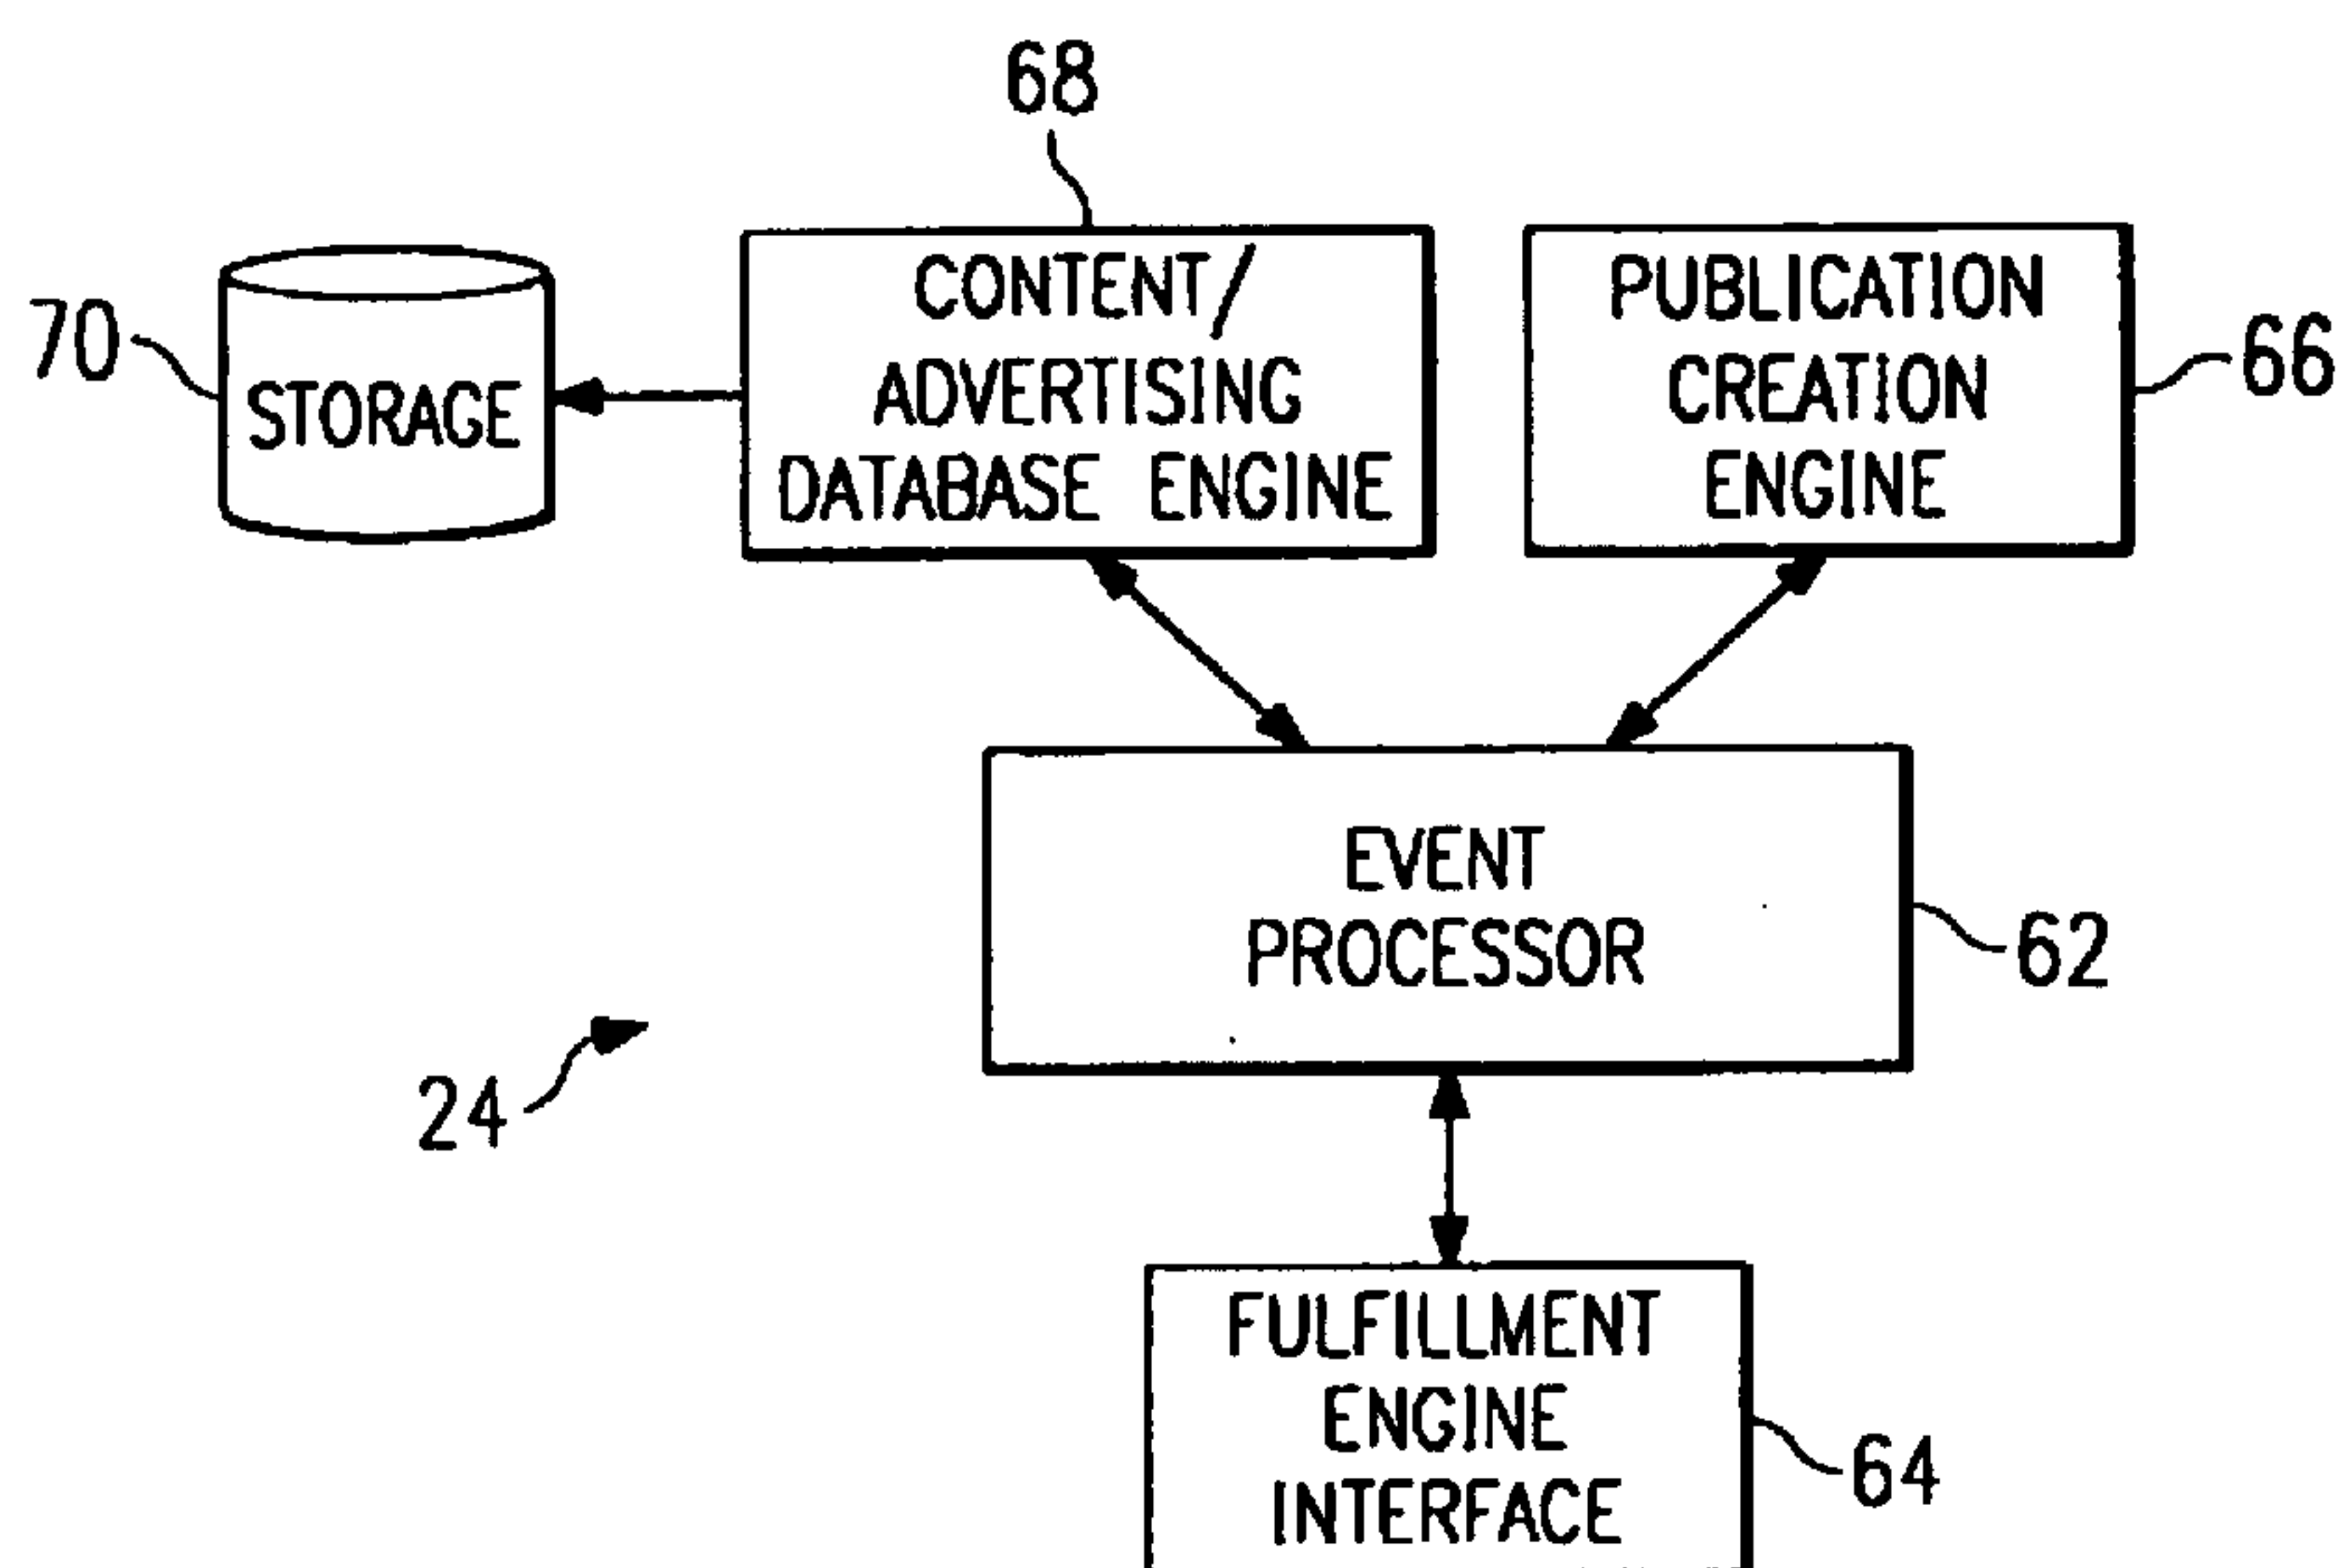 68
CONTENT/
ADVERTISING
DATABASE ENGINE
PUBLICATION
CREATION
ENGINE
66
70
STORAGE
EVENT
PROCESSOR
62
24
FULFILLMENT
ENGINE
INTERFACE
64